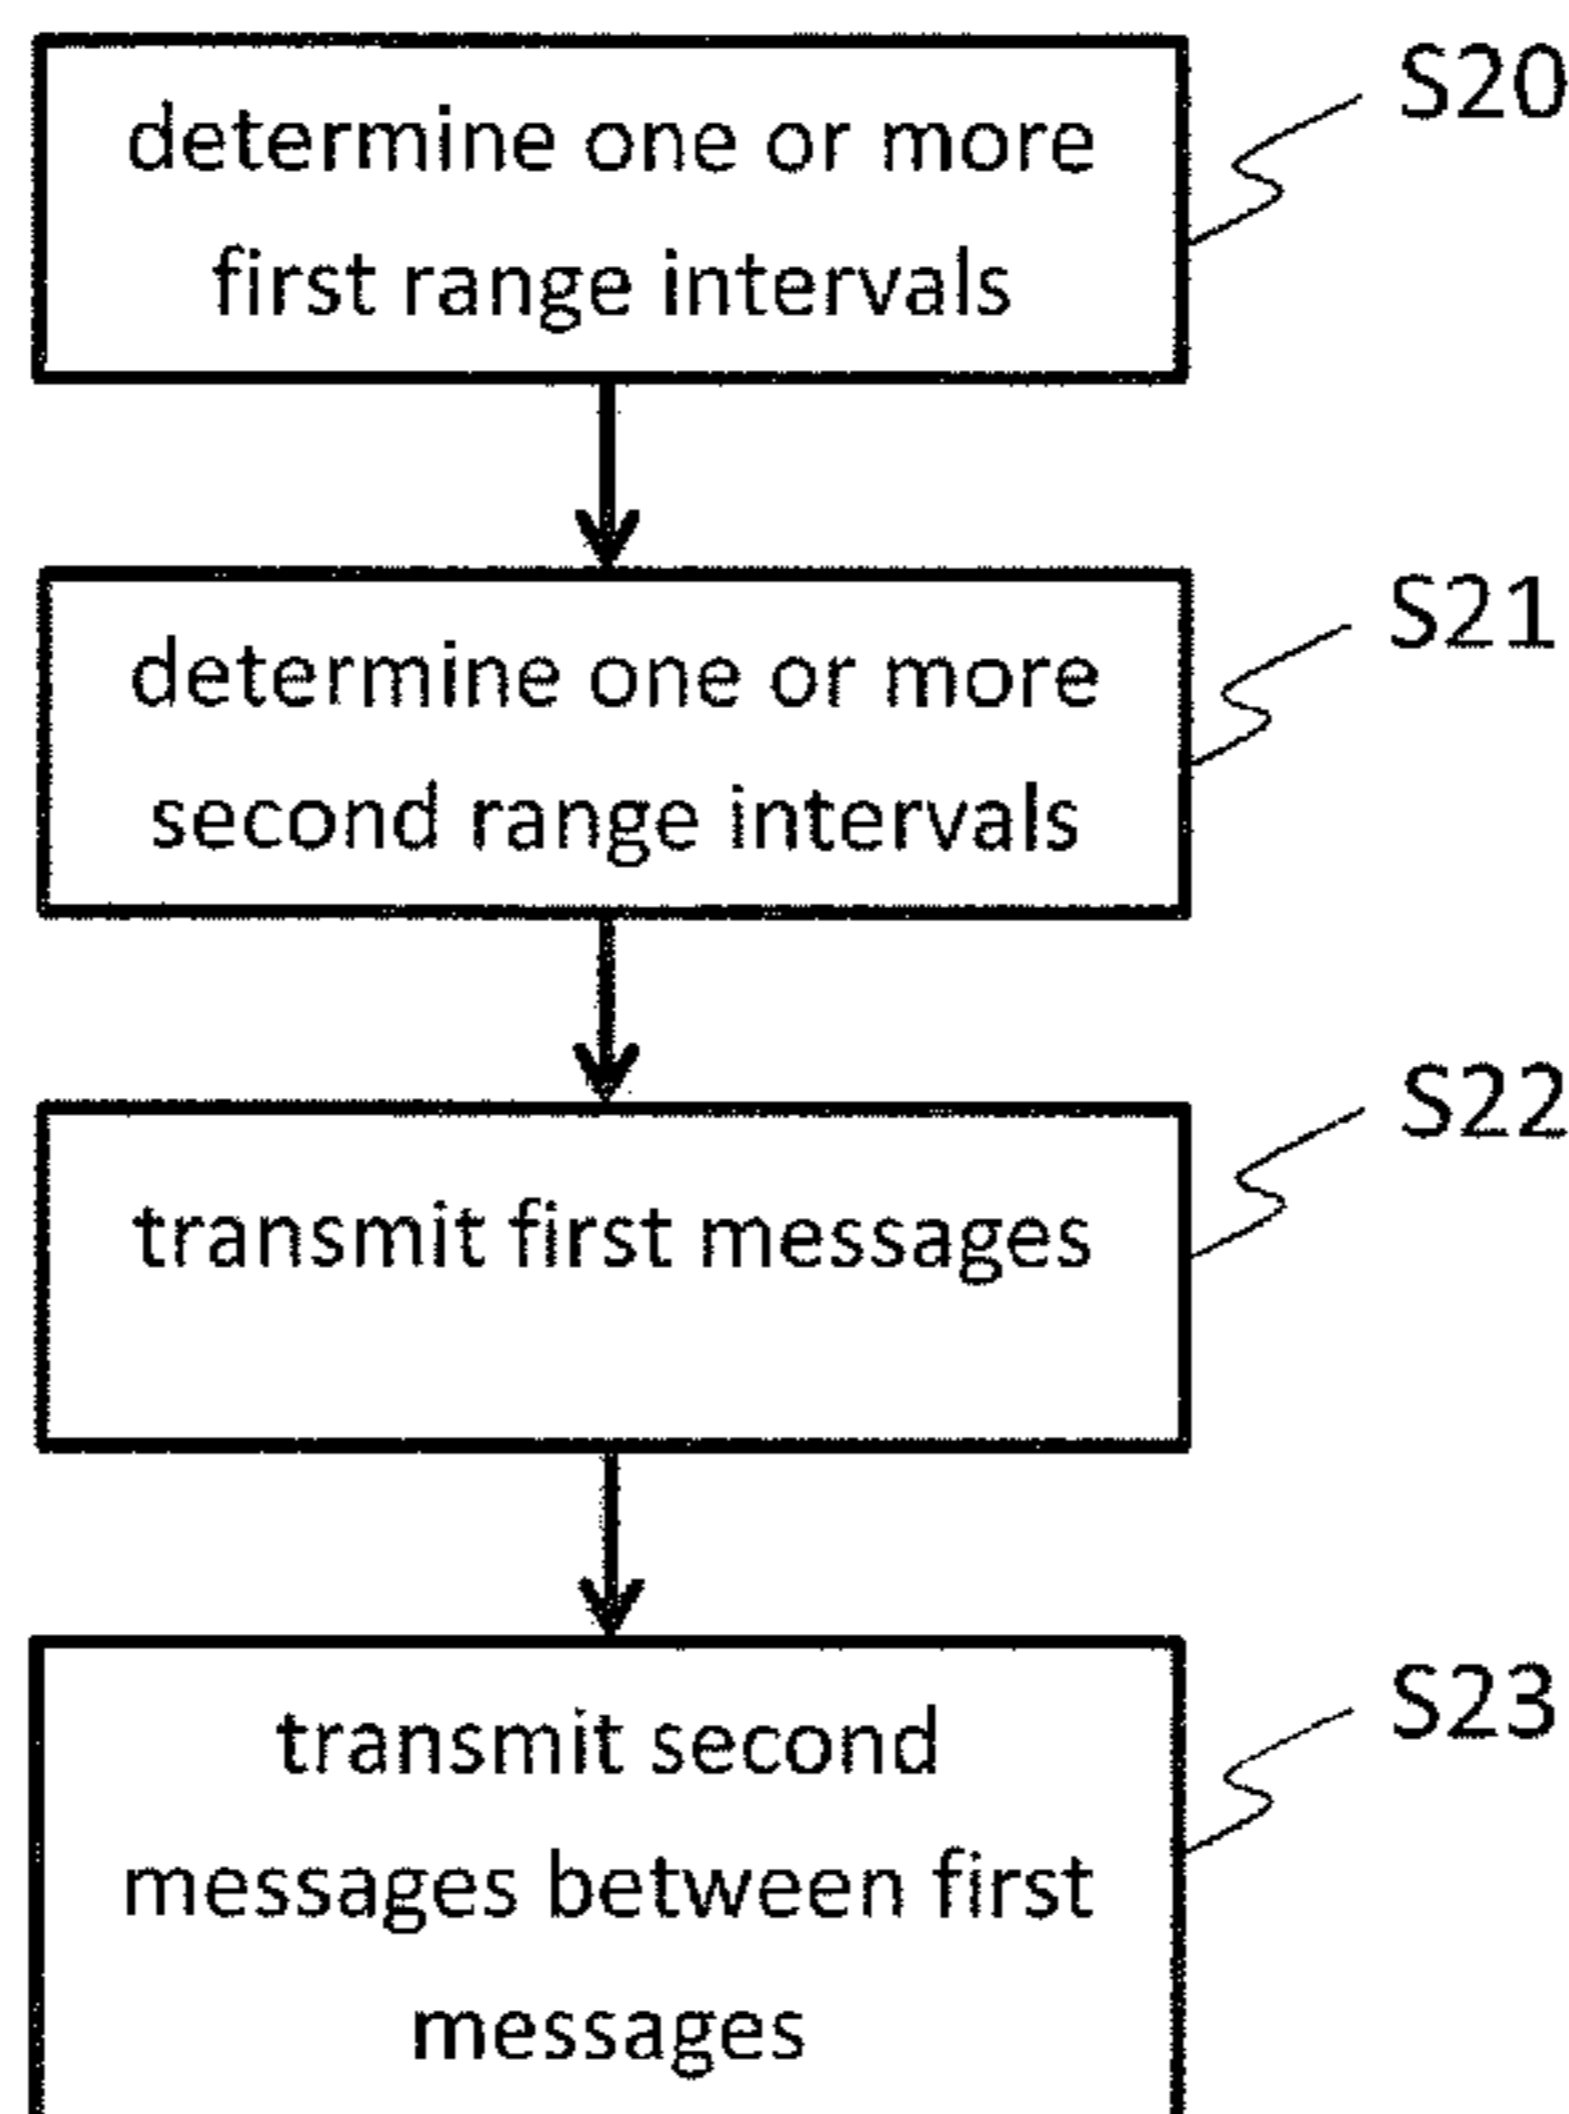 S20
determine one or more
first range intervals
S21
determine one or more
second range intervals
S22
transmit first messages
S23
transmit second
messages between first
messages